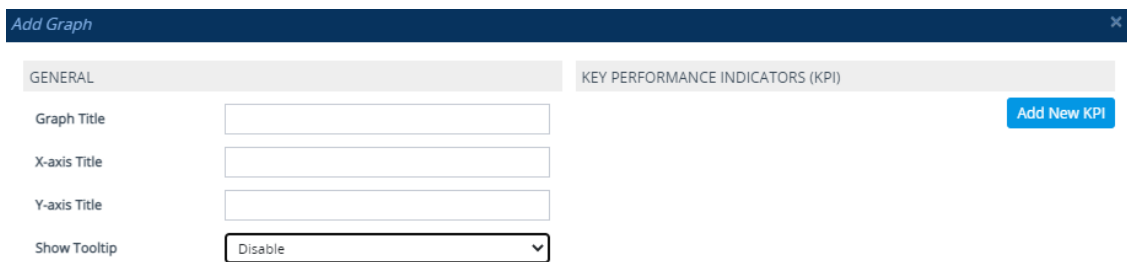 Add Graph
GENERAL
Graph Title
X-axis Title
Y-axis Title
Show Tooltip Disable
KEY PERFORMANCE INDICATORS (KPI)
Add New KPI